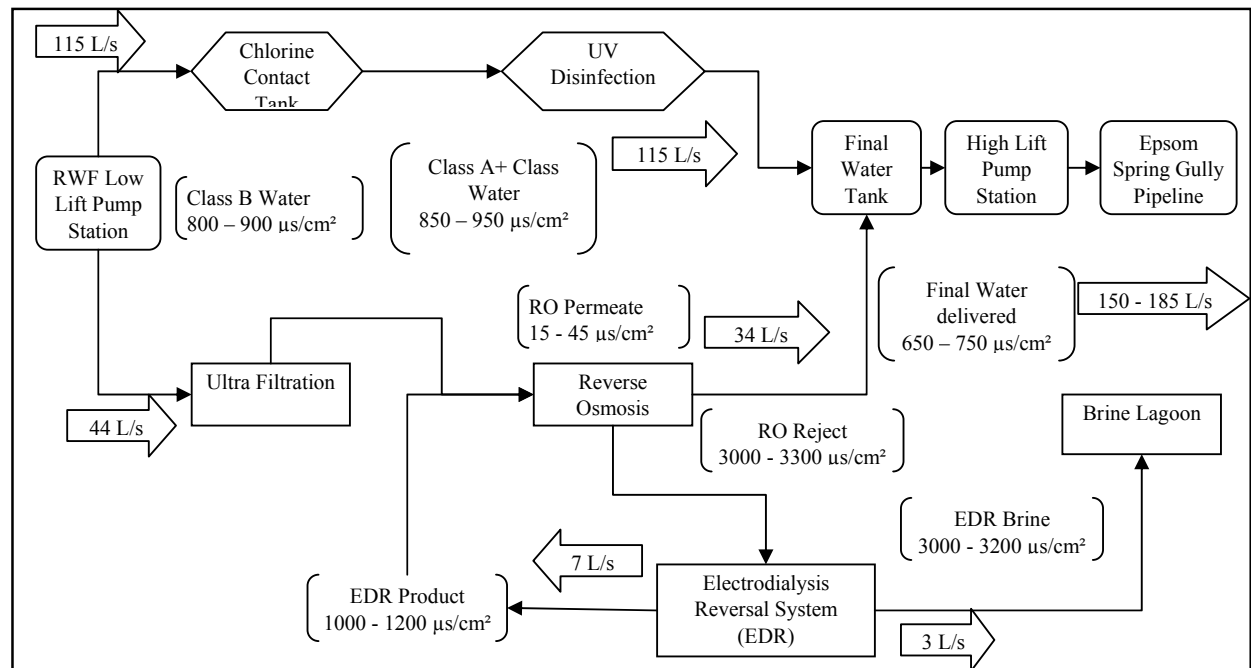 115 L/s
Chlorine
Contact
Tank
UV
Disinfection
115 L/s
Final
Water
Tank
High Lift
Pump
Station
Epsom
Spring Gully
Pipeline
RWF Low
Lift Pump
Station
Class B Water
800 – 900 µs/cm²
Class A+ Class
Water
850 – 950 µs/cm²
RO Permeate
15 - 45 µs/cm²
34 L/s
Final Water
delivered
650 – 750 µs/cm²
150 - 185 L/s
Ultra Filtration
44 L/s
Reverse
Osmosis
RO Reject
3000 - 3300 µs/cm²
Brine Lagoon
EDR Brine
3000 - 3200 µs/cm²
7 L/s
EDR Product
1000 - 1200 µs/cm²
Electrodialysis
Reversal System
(EDR)
3 L/s